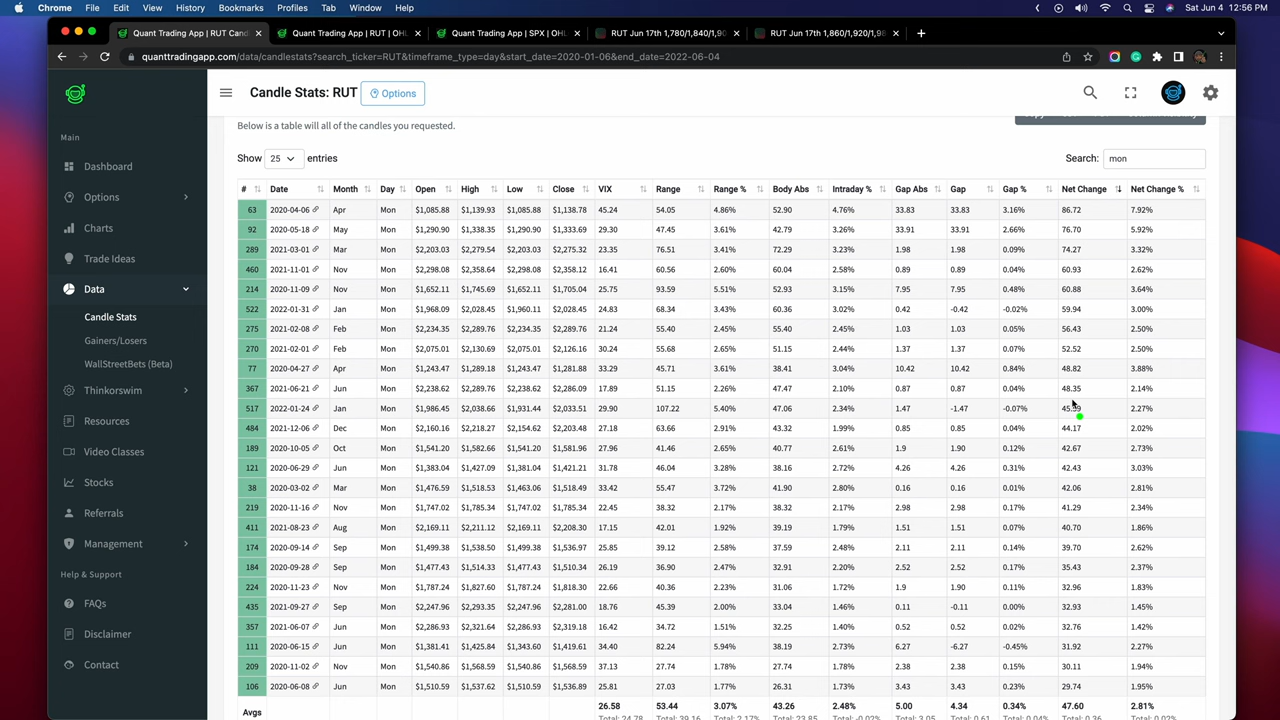 Chrome File Edit View History Bookmarks Profiles Tab Window Help Sat Jun 4 12:56 PM
Quant Trading App | RUT Can Quant Trading App | RUT | OH Quant Trading App | SPX | OHL RUT Jun 17th 1,780/1,840/1,90 RUT Jun 17th 1,860/1,920/1,98
quanttradingapp.com/data/candlestats?search_ticker=RUT&timeframe_type=day&start_date=2020-01-06&end_date=2022-06-04
Candle Stats: RUT Options
Main
Dashboard
Options
Charts
Trade Ideas
Data
Candle Stats
Gainers/Losers
WallStreetBets (Beta)
Thinkorswim
Resources
Video Classes
Stocks
Referrals
Management
Help & Support
FAQs
Disclaimer
Contact
Below is a table will all of the candles you requested.
Show 25 entries Search: mon
# Date Month Day Open High Low Close VIX Range Range % Body Abs Intraday % Gap Abs Gap Gap % Net Change Net Change %
63 2020-04-06 Apr Mon $1,085.88 $1,139.93 $1,085.88 $1,138.78 45.24 54.05 4.86% 52.90 4.76% 33.83 33.83 3.16% 86.72 7.92%
92 2020-05-18 May Mon $1,290.90 $1,338.35 $1,290.90 $1,333.69 29.30 47.45 3.61% 42.79 3.26% 33.91 33.91 2.66% 76.70 5.92%
289 2021-03-01 Mar Mon $2,203.03 $2,279.54 $2,203.03 $2,275.32 23.35 76.51 3.41% 72.29 3.23% 1.98 1.98 0.09% 74.27 3.32%
460 2021-11-01 Nov Mon $2,298.08 $2,358.64 $2,298.08 $2,358.12 16.41 60.56 2.60% 60.04 2.58% 0.89 0.89 0.04% 60.93 2.62%
214 2020-11-09 Nov Mon $1,652.11 $1,745.69 $1,652.11 $1,705.04 25.75 93.59 5.51% 52.93 3.15% 7.95 7.95 0.48% 60.88 3.64%
522 2022-01-31 Jan Mon $1,968.09 $2,028.45 $1,960.11 $2,028.45 24.83 68.34 3.43% 60.36 3.02% 0.42 -0.42 -0.02% 59.94 3.00%
275 2021-02-08 Feb Mon $2,234.35 $2,289.76 $2,234.35 $2,289.76 21.24 55.40 2.45% 55.40 2.45% 1.03 1.03 0.05% 56.43 2.50%
270 2021-02-01 Feb Mon $2,075.01 $2,130.69 $2,075.01 $2,126.16 30.24 55.68 2.65% 51.15 2.44% 1.37 1.37 0.07% 52.52 2.50%
77 2020-04-27 Apr Mon $1,243.47 $1,289.18 $1,243.47 $1,281.88 33.29 45.71 3.61% 38.41 3.04% 10.42 10.42 0.84% 48.82 3.88%
367 2021-06-21 Jun Mon $2,238.62 $2,289.76 $2,238.62 $2,286.09 17.89 51.15 2.26% 47.47 2.10% 0.87 0.87 0.04% 48.35 2.14%
517 2022-01-24 Jan Mon $1,986.45 $2,038.66 $1,931.44 $2,033.51 29.90 107.22 5.40% 47.06 2.34% 1.47 -1.47 -0.07% 45.59 2.27%
484 2021-12-06 Dec Mon $2,160.16 $2,218.27 $2,154.62 $2,203.48 27.18 63.66 2.91% 43.32 1.99% 0.85 0.85 0.04% 44.17 2.02%
189 2020-10-05 Oct Mon $1,541.20 $1,582.66 $1,541.20 $1,581.96 27.96 41.46 2.65% 40.77 2.61% 1.9 1.90 0.12% 42.67 2.73%
121 2020-06-29 Jun Mon $1,383.04 $1,427.09 $1,381.04 $1,421.21 31.78 46.04 3.28% 38.16 2.72% 4.26 4.26 0.31% 42.43 3.03%
38 2020-03-02 Mar Mon $1,476.59 $1,518.53 $1,463.06 $1,518.49 33.42 55.47 3.72% 41.90 2.80% 0.16 0.16 0.01% 42.06 2.81%
219 2020-11-16 Nov Mon $1,747.02 $1,785.34 $1,747.02 $1,785.34 22.45 38.32 2.17% 38.32 2.17% 2.98 2.98 0.17% 41.29 2.34%
411 2021-08-23 Aug Mon $2,169.11 $2,211.12 $2,169.11 $2,208.30 17.15 42.01 1.92% 39.19 1.79% 1.51 1.51 0.07% 40.70 1.86%
174 2020-09-14 Sep Mon $1,499.38 $1,538.50 $1,499.38 $1,536.97 25.85 39.12 2.58% 37.59 2.48% 2.11 2.11 0.14% 39.70 2.62%
184 2020-09-28 Sep Mon $1,477.43 $1,514.33 $1,477.43 $1,510.34 26.19 36.90 2.47% 32.91 2.20% 2.52 2.52 0.17% 35.43 2.37%
224 2020-11-23 Nov Mon $1,787.24 $1,827.60 $1,787.24 $1,818.30 22.66 40.36 2.23% 31.06 1.72% 1.9 1.90 0.11% 32.96 1.83%
435 2021-09-27 Sep Mon $2,247.96 $2,293.35 $2,247.96 $2,281.00 18.76 45.39 2.00% 33.04 1.46% 0.11 -0.11 0.00% 32.93 1.45%
357 2021-06-07 Jun Mon $2,286.93 $2,321.64 $2,286.93 $2,319.18 16.42 34.72 1.51% 32.25 1.40% 0.52 0.52 0.02% 32.76 1.42%
111 2020-06-15 Jun Mon $1,381.41 $1,425.84 $1,343.60 $1,419.61 34.40 82.24 5.94% 38.19 2.73% 6.27 -6.27 -0.45% 31.92 2.27%
209 2020-11-02 Nov Mon $1,540.86 $1,568.59 $1,540.86 $1,568.59 37.13 27.74 1.78% 27.74 1.78% 2.38 2.38 0.15% 30.11 1.94%
106 2020-06-08 Jun Mon $1,510.59 $1,537.62 $1,510.59 $1,536.89 25.81 27.03 1.77% 26.31 1.73% 3.43 3.43 0.23% 29.74 1.95%
Avgs 26.58 53.44 3.07% 43.26 2.48% 5.00 4.34 0.34% 47.60 2.81%